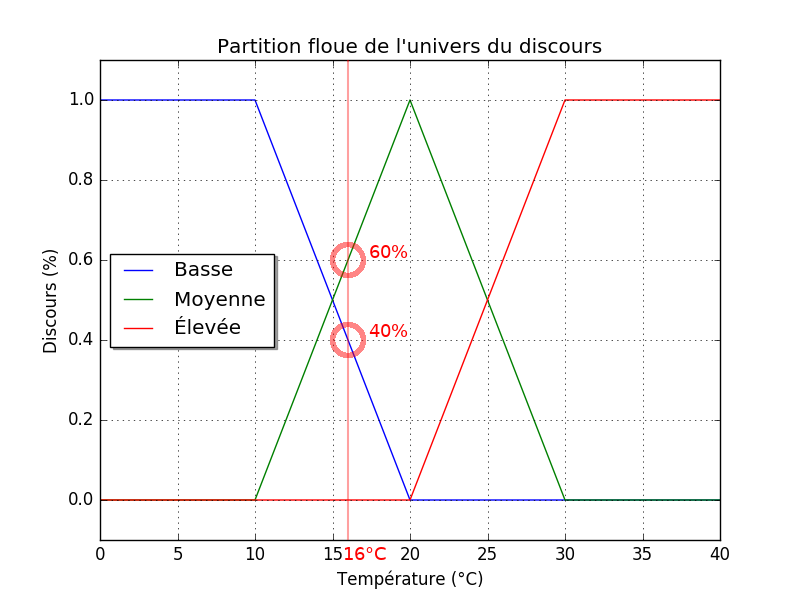 Partition floue de l'univers du discours
1.0
0.8
0.6
0.4
0.2
0.0
Discours (%)
Basse
Moyenne
Élevée
60%
40%
0 5 10 15 16°C 20 25 30 35 40
Température (°C)